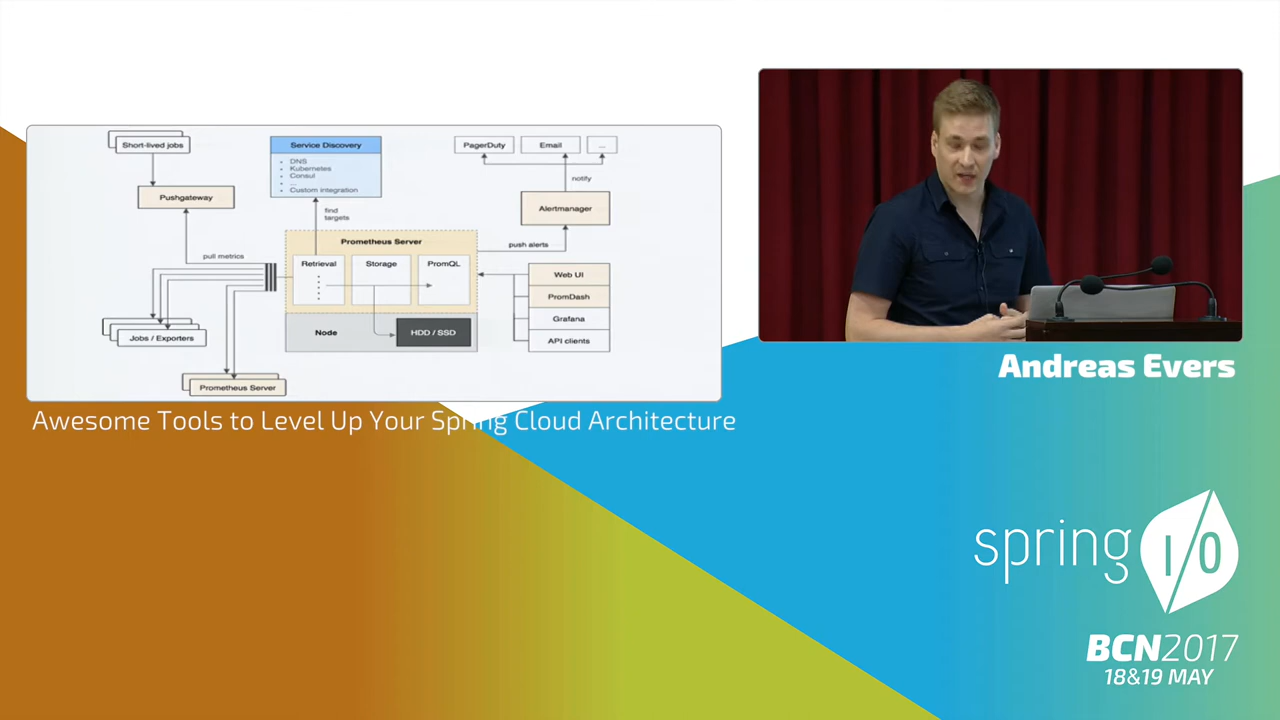 Short-lived jobs
Pushgateway
pull metrics
Jobs / Exporters
Prometheus Server
Service Discovery
• DNS
• Kubernetes
• Consul
• ...
• Custom integration
find
targets
Prometheus Server
Retrieval
Storage
PromQL
Node
HDD / SSD
PagerDuty
Email
...
notify
Alertmanager
push alerts
Web UI
PromDash
Grafana
API clients
Awesome Tools to Level Up Your Spring Cloud Architecture
Andreas Evers
spring I/O
BCN2017
18&19 MAY